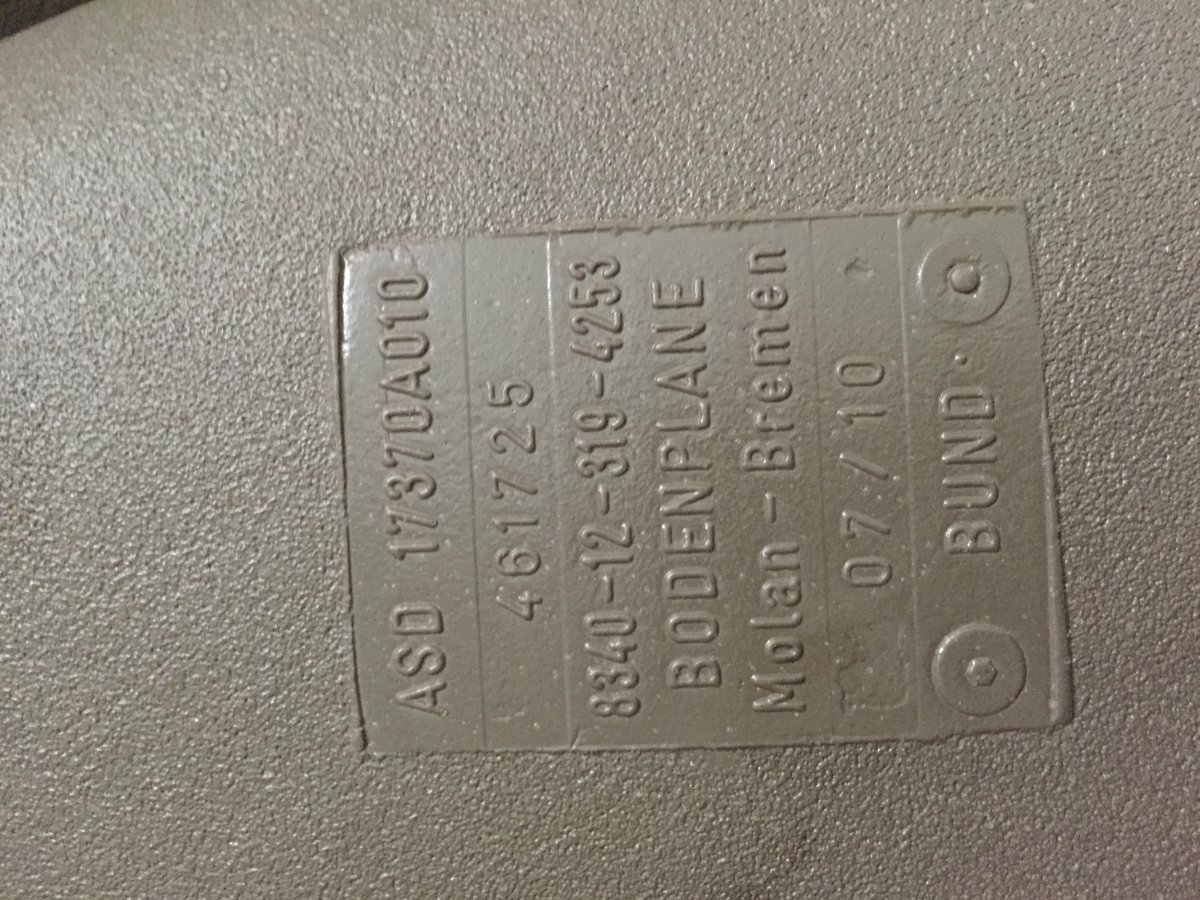 ASD 17370A010
461725
8340-12-319-4253
BODENPLANE
Molan-Bremen
07/10
BUND